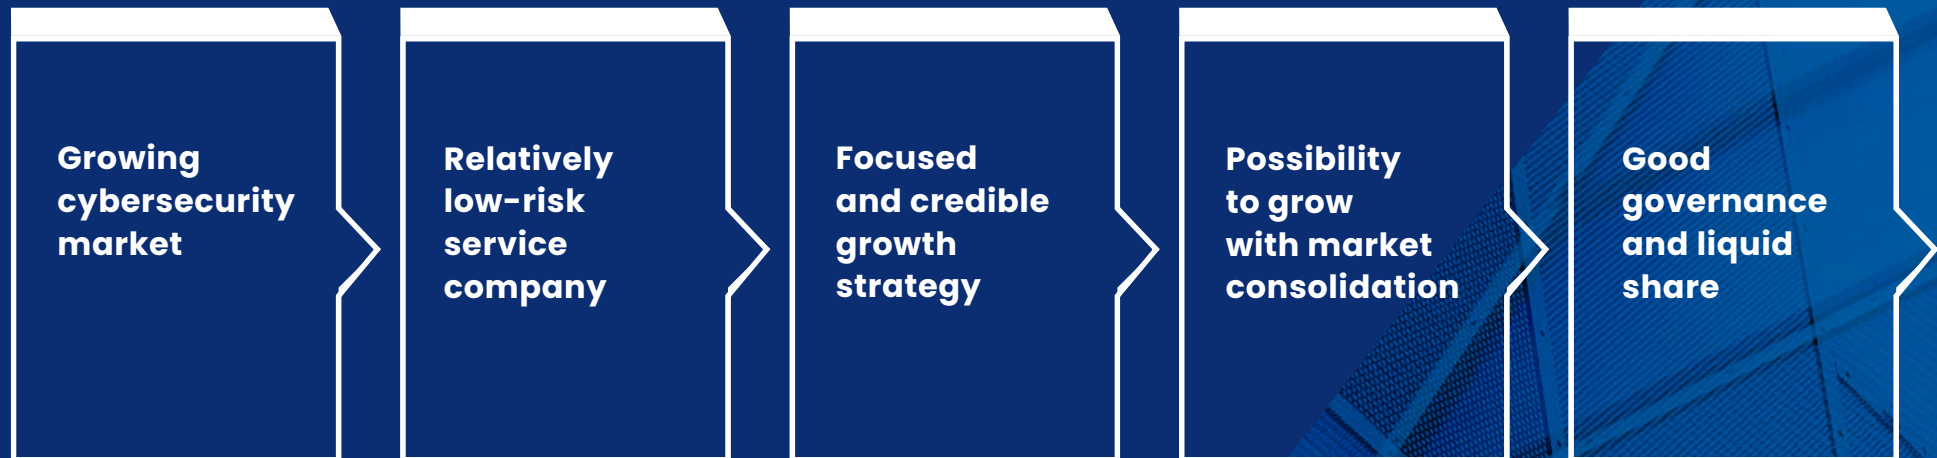 Growing
cybersecurity
market
Relatively
low-risk
service
company
Focused
and credible
growth
strategy
Possibility
to grow
with market
consolidation
Good
governance
and liquid
share